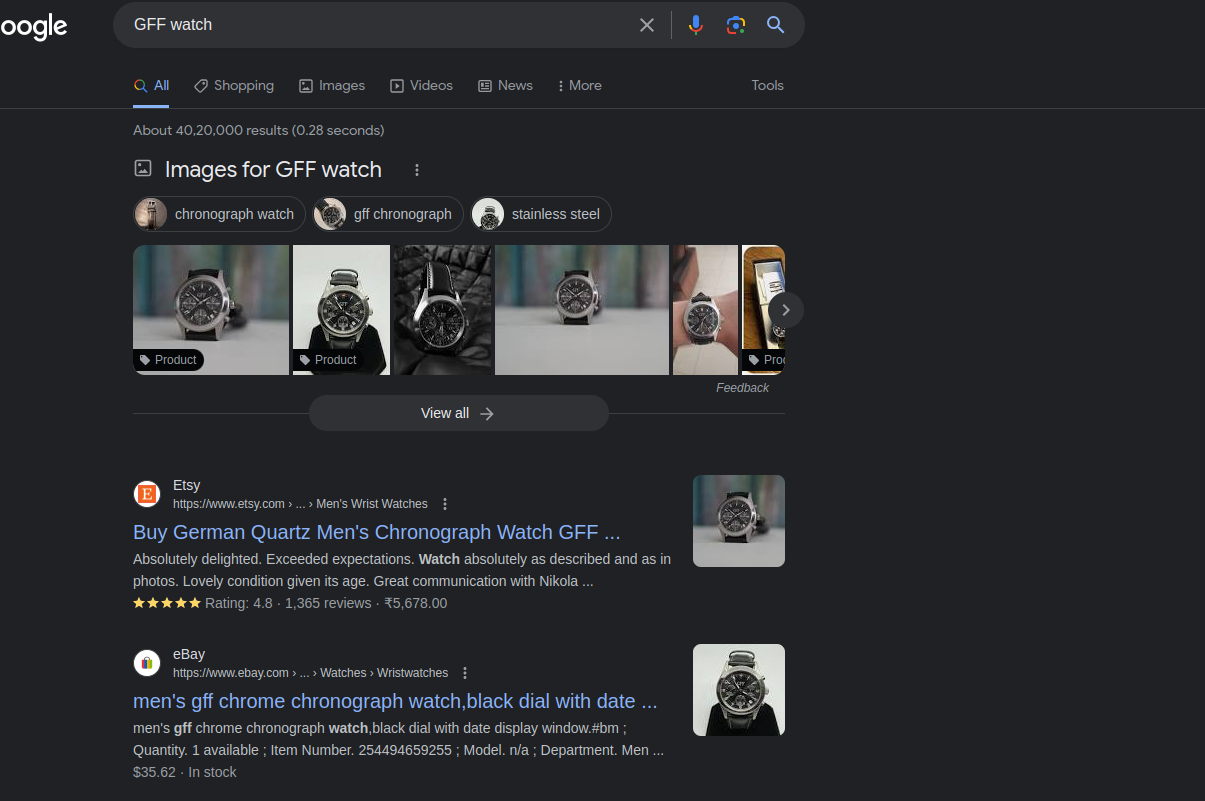 oogle
GFF watch
All
Shopping
Images
Videos
News
More
Tools
About 40,20,000 results (0.28 seconds)
Images for GFF watch
chronograph watch
gff chronograph
stainless steel
Product
Product
Proc
Feedback
View all
Etsy
https://www.etsy.com › ... › Men's Wrist Watches
Buy German Quartz Men's Chronograph Watch GFF ...
Absolutely delighted. Exceeded expectations. Watch absolutely as described and as in
photos. Lovely condition given its age. Great communication with Nikola ...
Rating: 4.8 · 1,365 reviews · ₹5,678.00
eBay
https://www.ebay.com › ... › Watches › Wristwatches
men's gff chrome chronograph watch,black dial with date ...
men's gff chrome chronograph watch,black dial with date display window.#bm ;
Quantity. 1 available ; Item Number. 254494659255 ; Model. n/a ; Department. Men ...
$35.62 · In stock